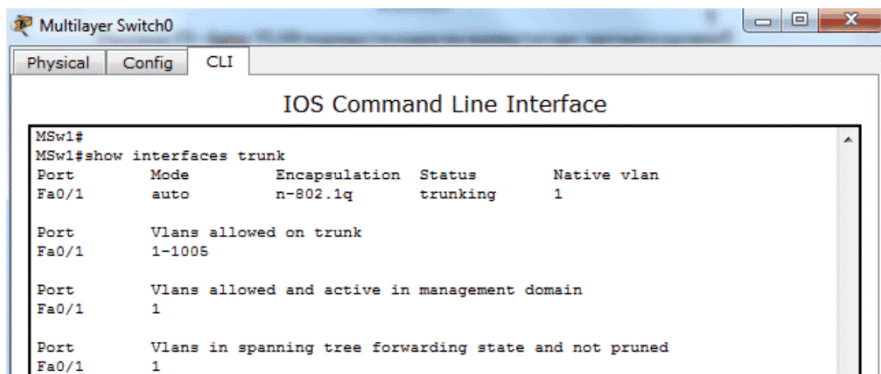 Multilayer Switch0
Physical Config CLI
IOS Command Line Interface
MSw1#
MSw1#show interfaces trunk
Port Mode Encapsulation Status Native vlan
Fa0/1 auto n-802.1q trunking 1
Port Vlans allowed on trunk
Fa0/1 1-1005
Port Vlans allowed and active in management domain
Fa0/1 1
Port Vlans in spanning tree forwarding state and not pruned
Fa0/1 1